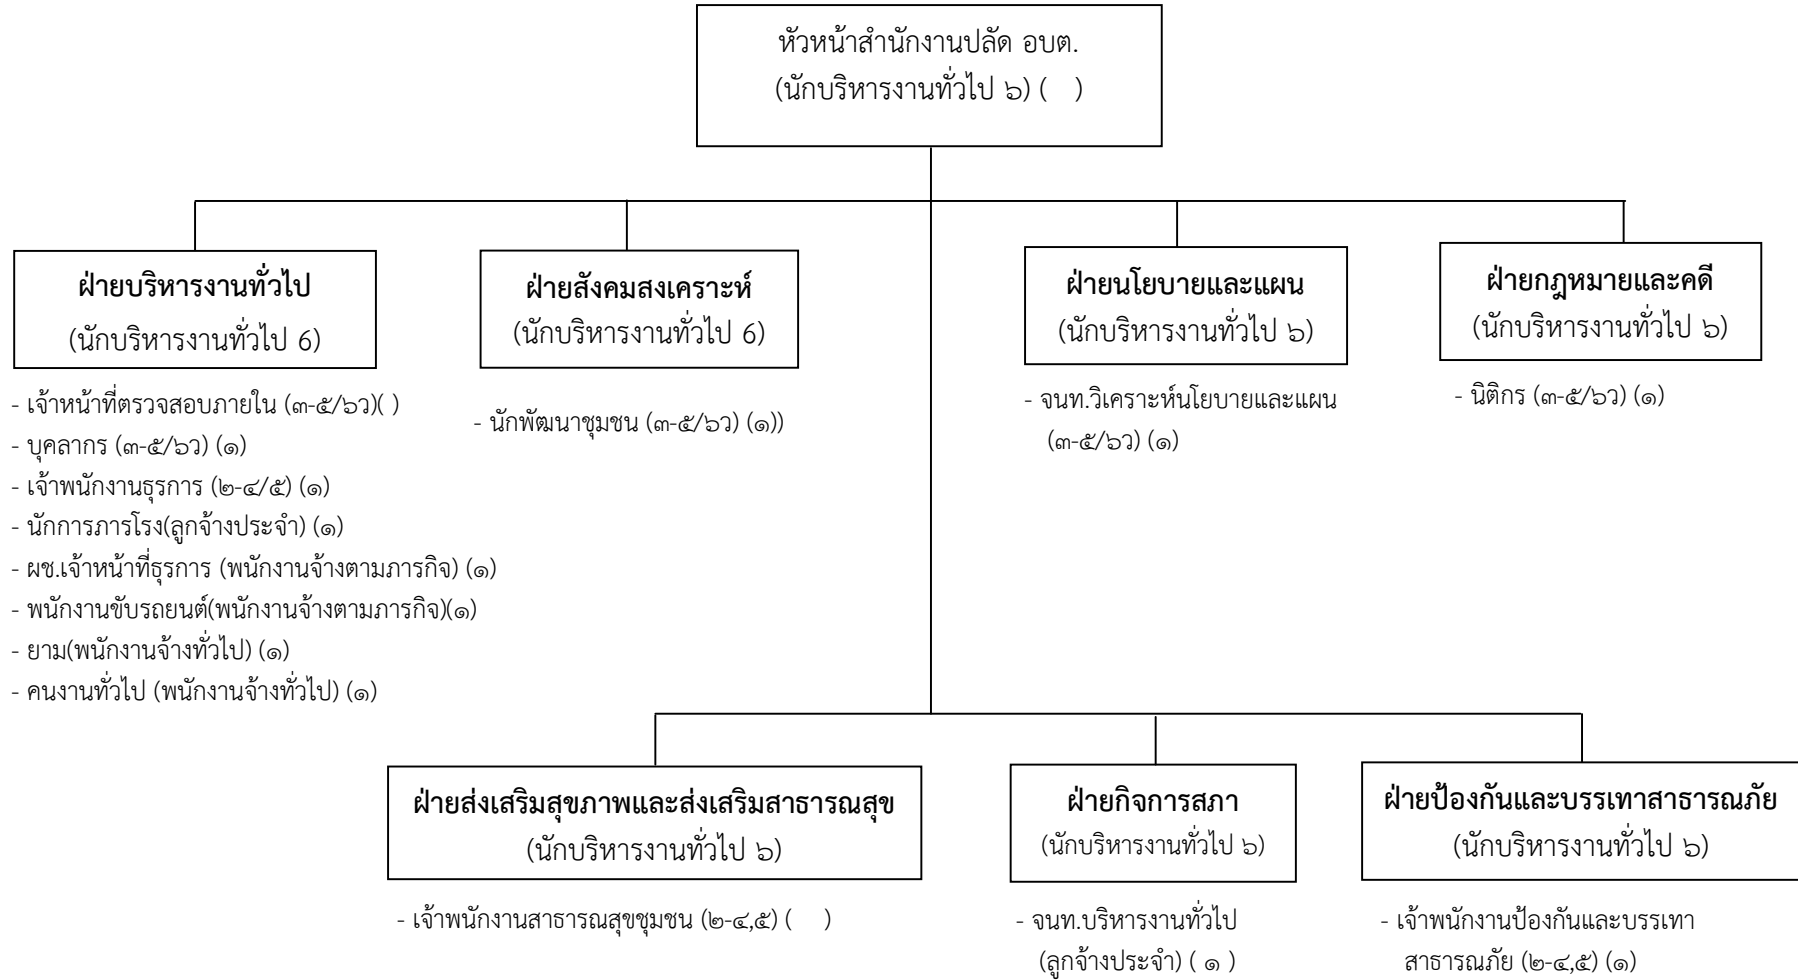 หัวหน้าสำนักงานปลัด อบต.
(นักบริหารงานทั่วไป ๖) ( )
ฝ่ายบริหารงานทั่วไป
(นักบริหารงานทั่วไป 6)
- เจ้าหน้าที่ตรวจสอบภายใน (๓-๕/๖ว)( )
- บุคลากร (๓-๕/๖ว) (๑)
- เจ้าพนักงานธุรการ (๒-๔/๕) (๑)
- นักการภารโรง(ลูกจ้างประจำ) (๑)
- ผช.เจ้าหน้าที่ธุรการ (พนักงานจ้างตามภารกิจ) (๑)
- พนักงานขับรถยนต์(พนักงานจ้างตามภารกิจ)(๑)
- ยาม(พนักงานจ้างทั่วไป) (๑)
- คนงานทั่วไป (พนักงานจ้างทั่วไป) (๑)
ฝ่ายสังคมสงเคราะห์
(นักบริหารงานทั่วไป 6)
- นักพัฒนาชุมชน (๓-๕/๖ว) (๑))
ฝ่ายนโยบายและแผน
(นักบริหารงานทั่วไป ๖)
- จนท.วิเคราะห์นโยบายและแผน
(๓-๕/๖ว) (๑)
ฝ่ายกฎหมายและคดี
(นักบริหารงานทั่วไป ๖)
- นิติกร (๓-๕/๖ว) (๑)
ฝ่ายส่งเสริมสุขภาพและส่งเสริมสาธารณสุข
(นักบริหารงานทั่วไป ๖)
- เจ้าพนักงานสาธารณสุขชุมชน (๒-๔,๕) ( )
ฝ่ายกิจการสภา
(นักบริหารงานทั่วไป ๖)
- จนท.บริหารงานทั่วไป
(ลูกจ้างประจำ) ( ๑ )
ฝ่ายป้องกันและบรรเทาสาธารณภัย
(นักบริหารงานทั่วไป ๖)
- เจ้าพนักงานป้องกันและบรรเทา
สาธารณภัย (๒-๔,๕) (๑)